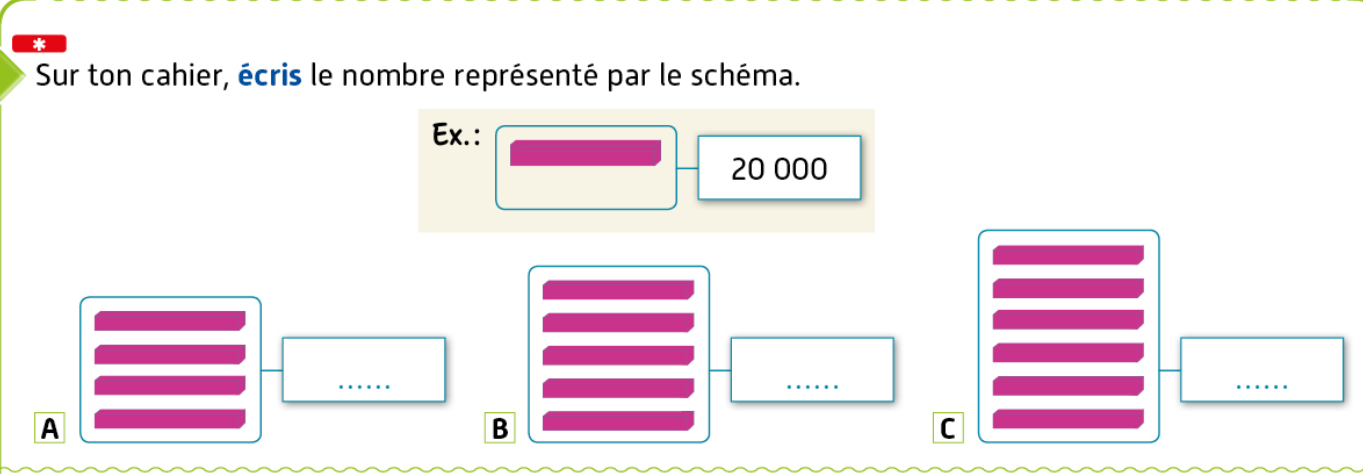 *
Sur ton cahier, écris le nombre représenté par le schéma.
Ex.:
20 000
A
......
B
......
C
......